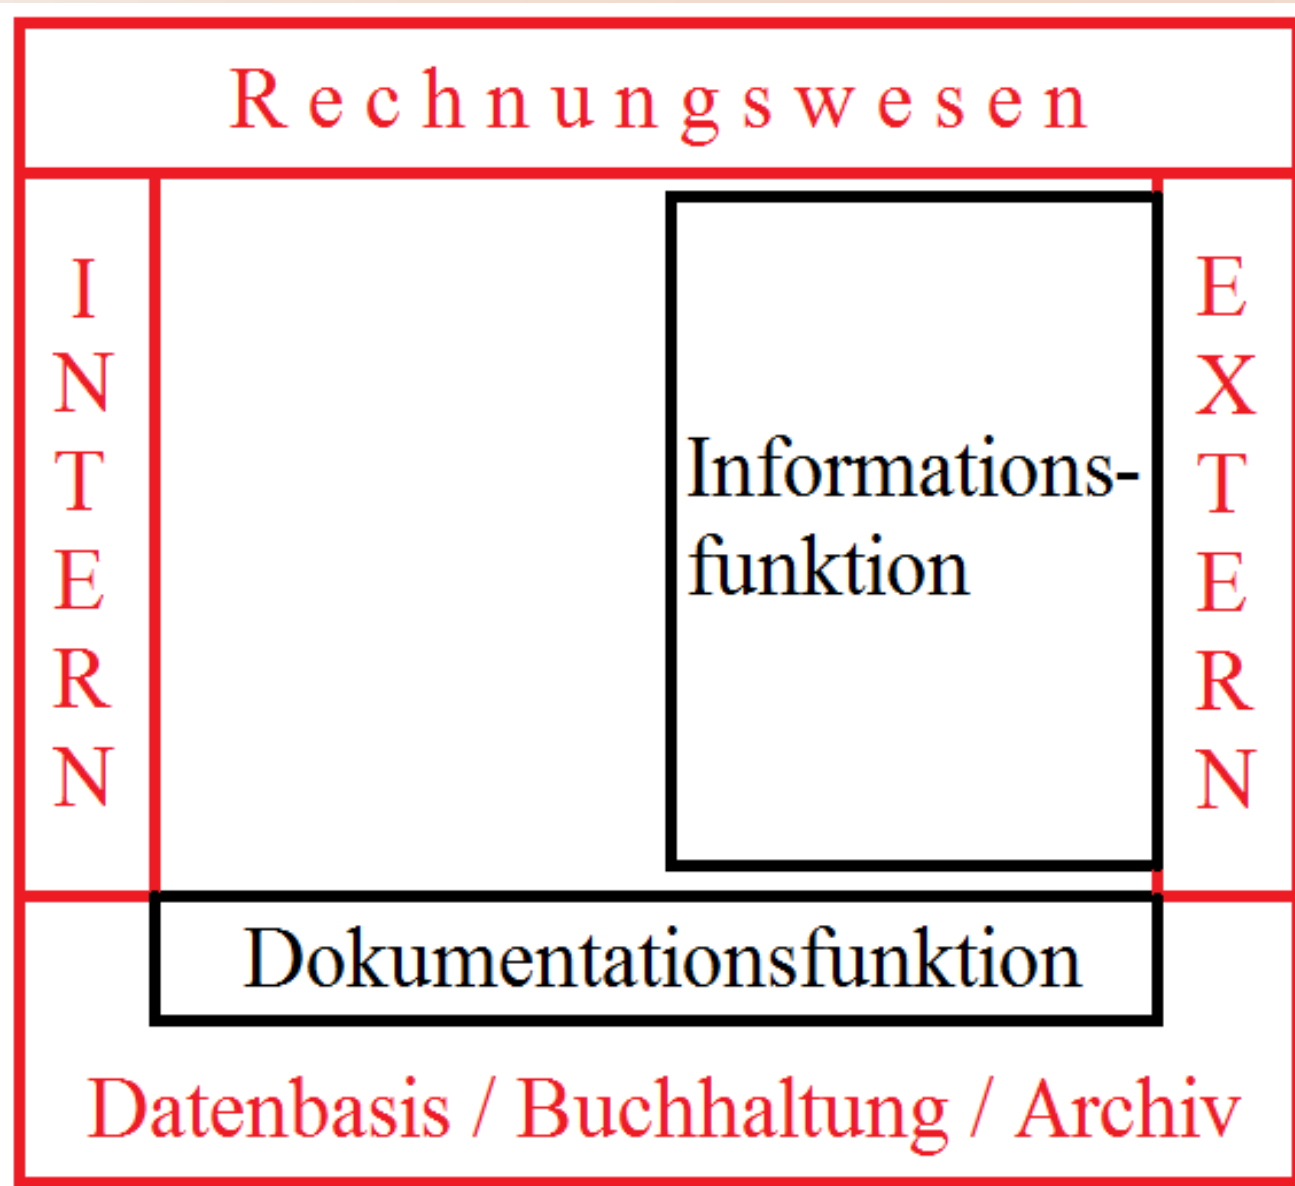 Rechnungswesen
INTERN
Informations-
funktion
EXTERN
Dokumentationsfunktion
Datenbasis / Buchhaltung / Archiv